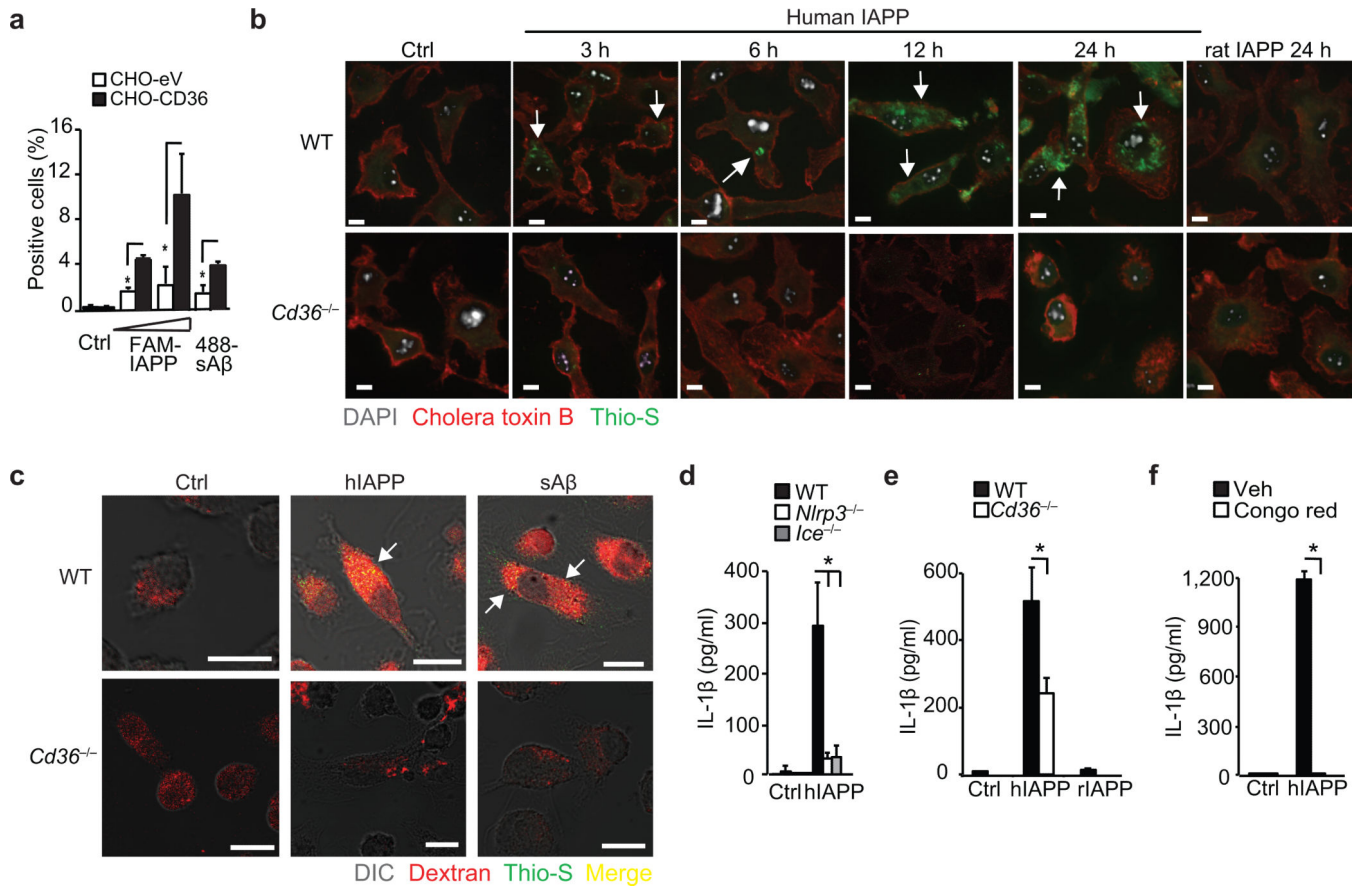 a
CHO-eV
CHO-CD36
Positive cells (%)
16
12
8
4
0
*
*
*
Ctrl
FAM-
IAPP
488-
sAβ
b
Human IAPP
Ctrl
3 h
6 h
12 h
24 h
rat IAPP 24 h
WT
Cd36–/–
DAPI Cholera toxin B Thio-S
c
Ctrl
hIAPP
sAβ
WT
Cd36–/–
DIC Dextran Thio-S Merge
d
WT
Nlrp3–/–
Ice–/–
*
IL-1β (pg/ml)
400
300
200
100
0
Ctrl hIAPP
e
WT
Cd36–/–
*
IL-1β (pg/ml)
600
400
200
0
Ctrl hIAPP rIAPP
f
Veh
Congo red
*
IL-1β (pg/ml)
1,200
900
600
300
0
Ctrl hIAPP